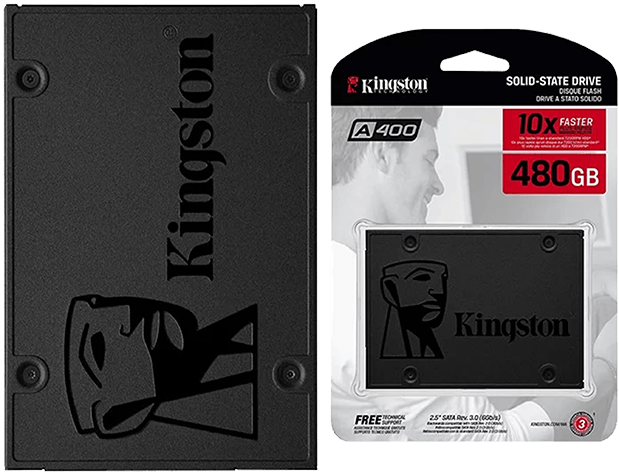 Kingston
Kingston
TECHNOLOGY
SOLID-STATE DRIVE
DISQUE FLASH
DRIVE A STATO SOLIDO
A400
10x FASTER
480GB
Kingston
FREE TECHNICAL SUPPORT
2.5" SATA Rev. 3.0 (6Gb/s)
3